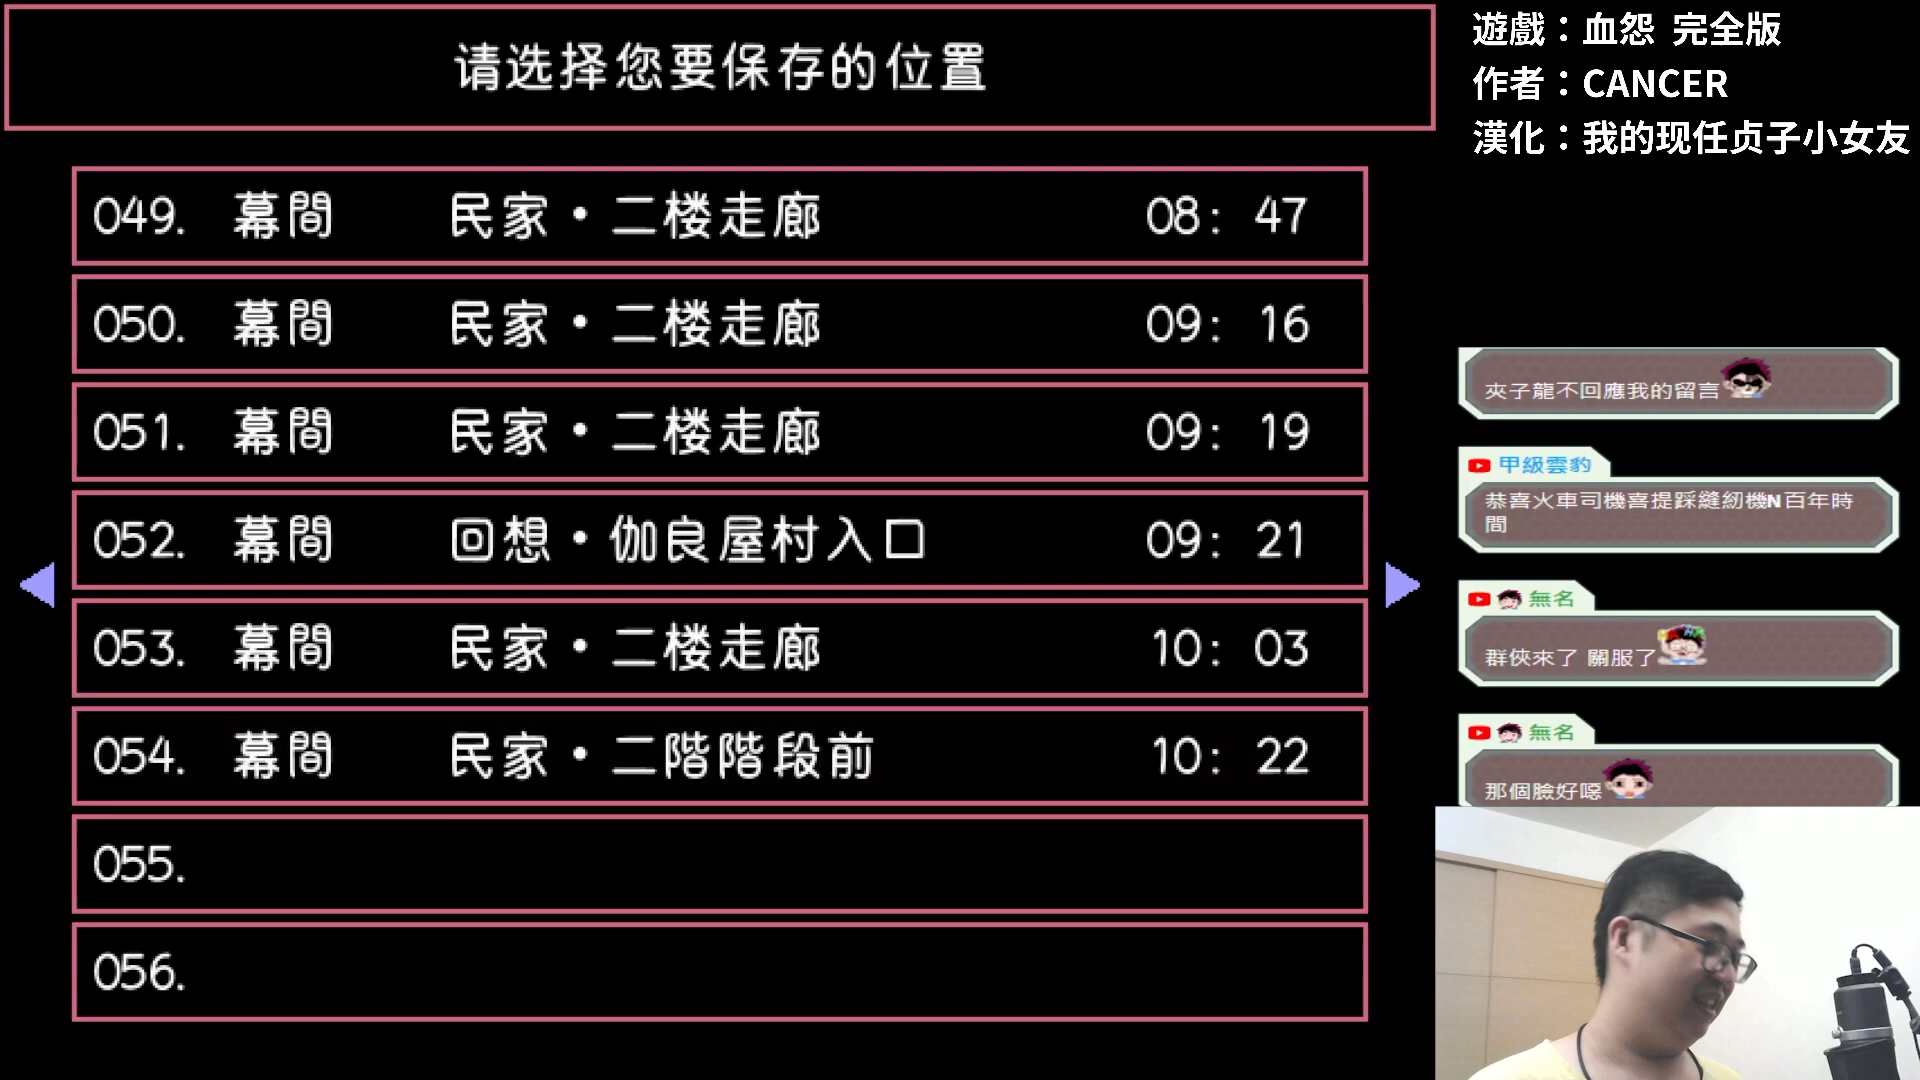 请选择您要保存的位置
049. 幕間 民家・二楼走廊 08: 47
050. 幕間 民家・二楼走廊 09: 16
051. 幕間 民家・二楼走廊 09: 19
052. 幕間 回想・伽良屋村入口 09: 21
053. 幕間 民家・二楼走廊 10: 03
054. 幕間 民家・二階階段前 10: 22
055.
056.
遊戲：血怨 完全版
作者：CANCER
漢化：我的现任贞子小女友
夾子龍不回應我的留言
甲級雲豹
恭喜火車司機喜提踩縫紉機N百年時
間
無名
群俠來了 關服了
無名
那個臉好噁